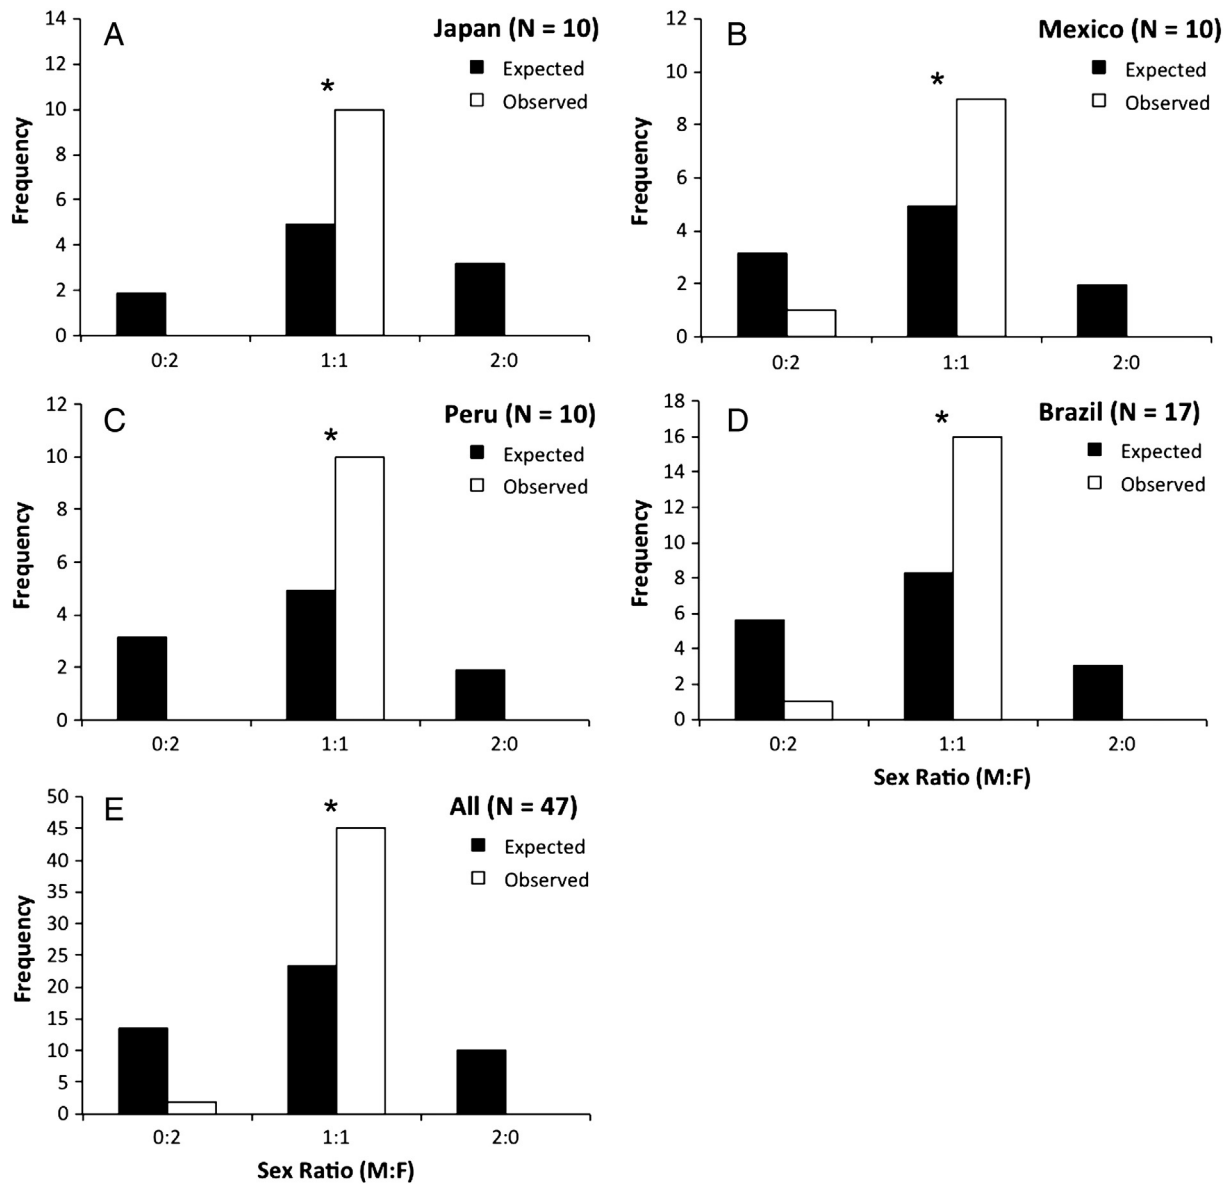 A
Japan (N = 10)
Expected
Observed
*
Frequency
14
12
10
8
6
4
2
0
0:2
1:1
2:0
B
Mexico (N = 10)
Expected
Observed
*
Frequency
12
10
8
6
4
2
0
0:2
1:1
2:0
C
Peru (N = 10)
Expected
Observed
*
Frequency
12
10
8
6
4
2
0
0:2
1:1
2:0
D
Brazil (N = 17)
Expected
Observed
*
Frequency
18
16
14
12
10
8
6
4
2
0
0:2
1:1
2:0
Sex Ratio (M:F)
E
All (N = 47)
Expected
Observed
*
Frequency
50
45
40
35
30
25
20
15
10
5
0
0:2
1:1
2:0
Sex Ratio (M:F)